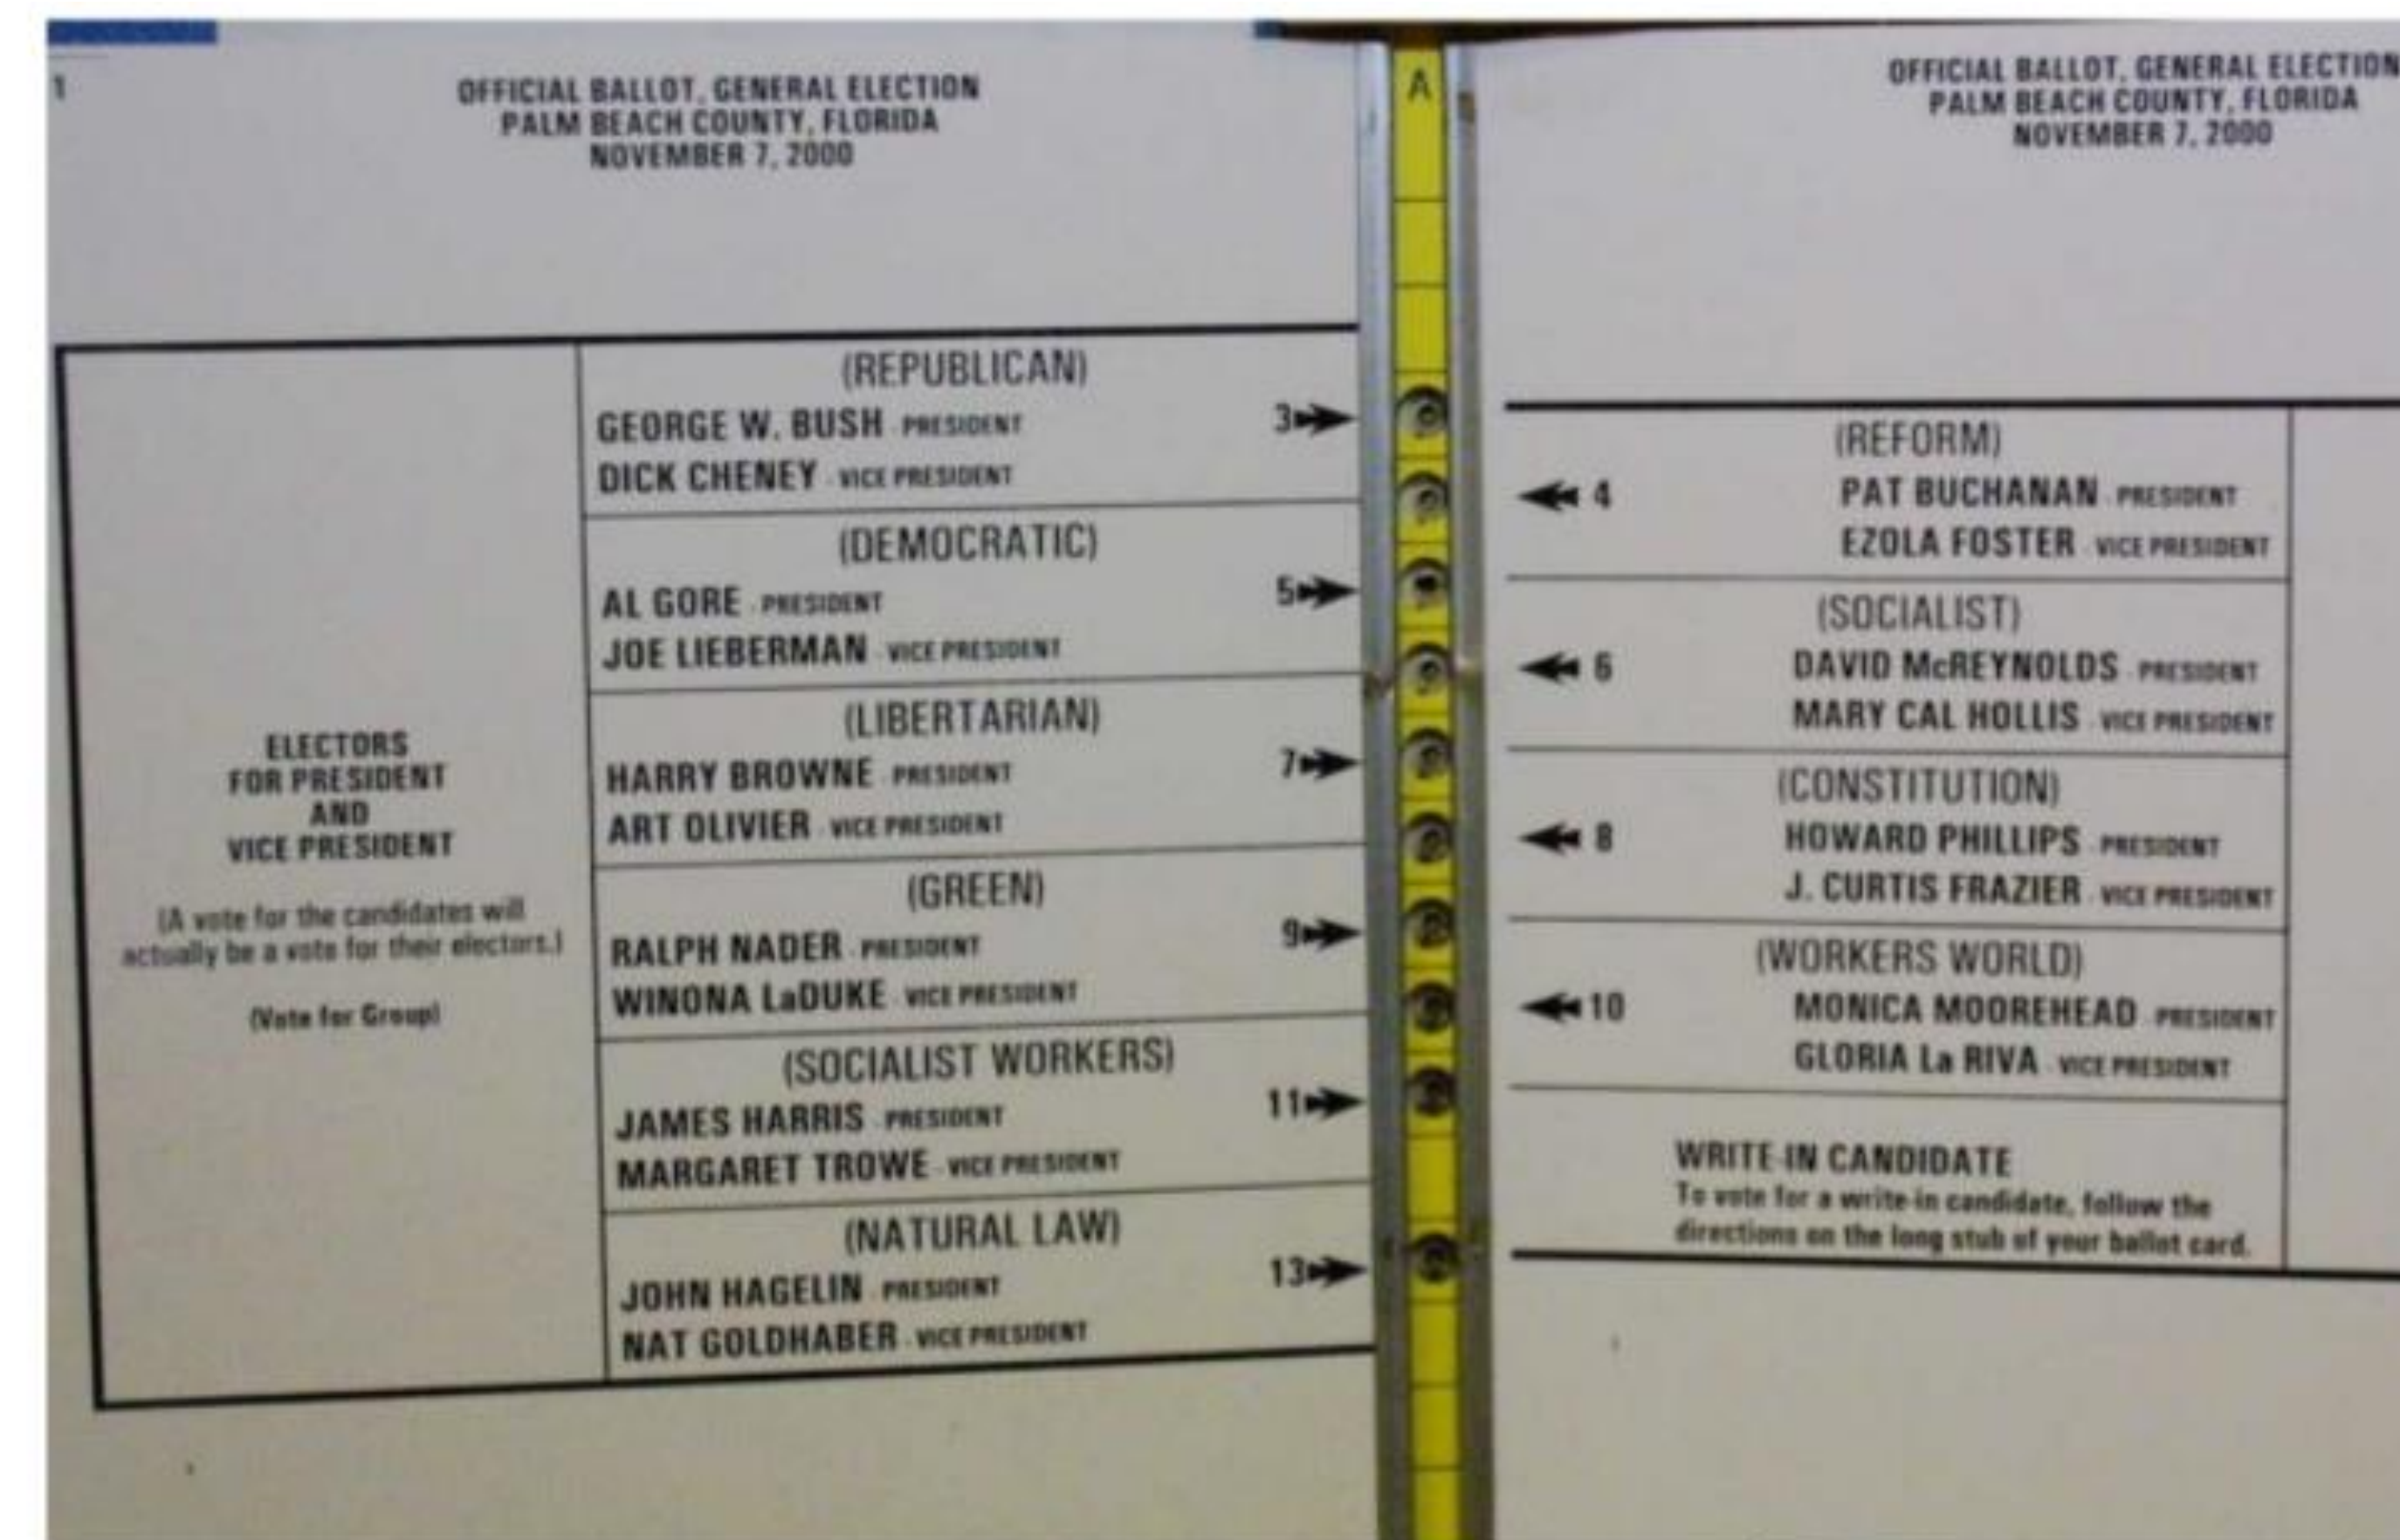 1
OFFICIAL BALLOT, GENERAL ELECTION
PALM BEACH COUNTY, FLORIDA
NOVEMBER 7, 2000
ELECTORS
FOR PRESIDENT
AND
VICE PRESIDENT
(A vote for the candidates will
actually be a vote for their electors.)
(Vote for Group)
(REPUBLICAN)
GEORGE W. BUSH - PRESIDENT 3
DICK CHENEY - VICE PRESIDENT
(DEMOCRATIC)
AL GORE - PRESIDENT 5
JOE LIEBERMAN - VICE PRESIDENT
(LIBERTARIAN)
HARRY BROWNE - PRESIDENT 7
ART OLIVIER - VICE PRESIDENT
(GREEN)
RALPH NADER - PRESIDENT 9
WINONA LaDUKE - VICE PRESIDENT
(SOCIALIST WORKERS)
JAMES HARRIS - PRESIDENT 11
MARGARET TROWE - VICE PRESIDENT
(NATURAL LAW)
JOHN HAGELIN - PRESIDENT 13
NAT GOLDHABER - VICE PRESIDENT
A
OFFICIAL BALLOT, GENERAL ELECTION
PALM BEACH COUNTY, FLORIDA
NOVEMBER 7, 2000
(REFORM)
4 PAT BUCHANAN - PRESIDENT
EZOLA FOSTER - VICE PRESIDENT
(SOCIALIST)
6 DAVID McREYNOLDS - PRESIDENT
MARY CAL HOLLIS - VICE PRESIDENT
(CONSTITUTION)
8 HOWARD PHILLIPS - PRESIDENT
J. CURTIS FRAZIER - VICE PRESIDENT
(WORKERS WORLD)
10 MONICA MOOREHEAD - PRESIDENT
GLORIA La RIVA - VICE PRESIDENT
WRITE-IN CANDIDATE
To vote for a write-in candidate, follow the
directions on the long stub of your ballot card.